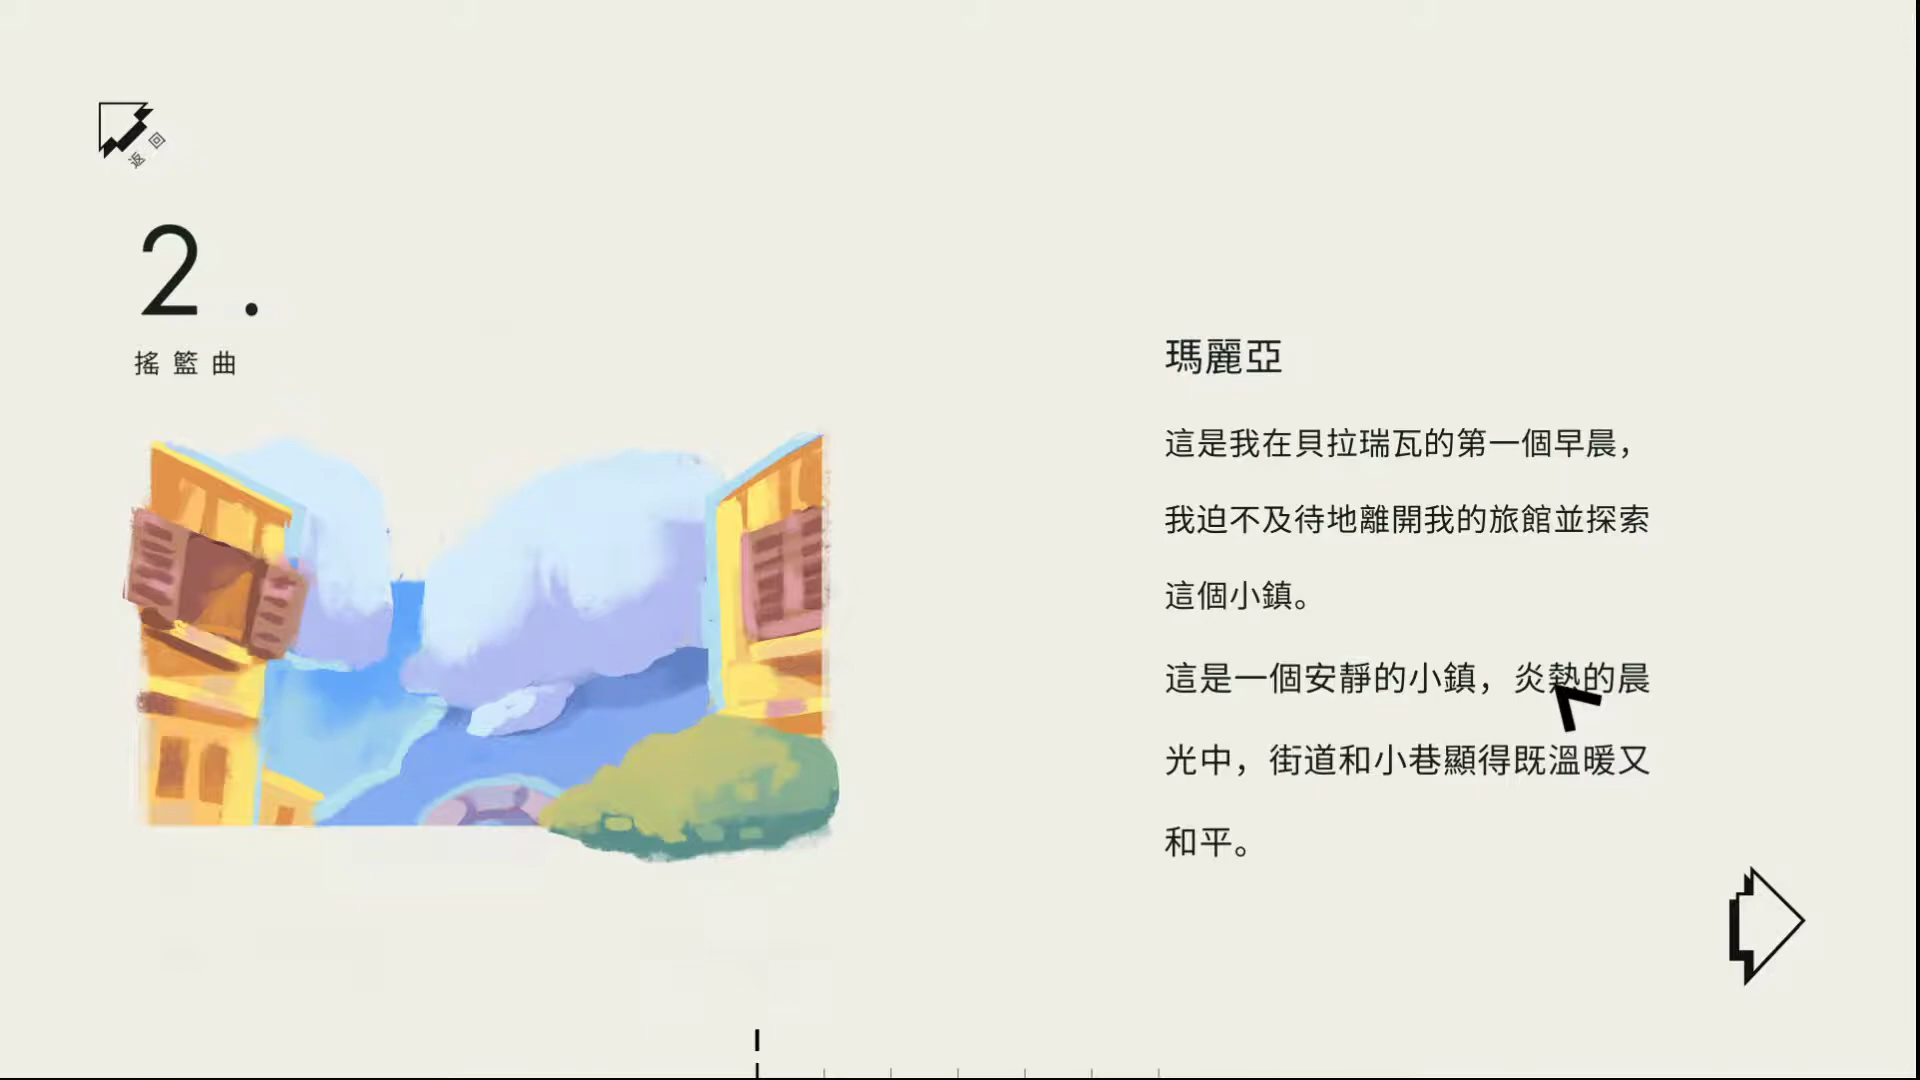 返回
2.
搖籃曲
瑪麗亞
這是我在貝拉瑞瓦的第一個早晨，
我迫不及待地離開我的旅館並探索
這個小鎮。
這是一個安靜的小鎮，炎熱的晨
光中，街道和小巷顯得既溫暖又
和平。